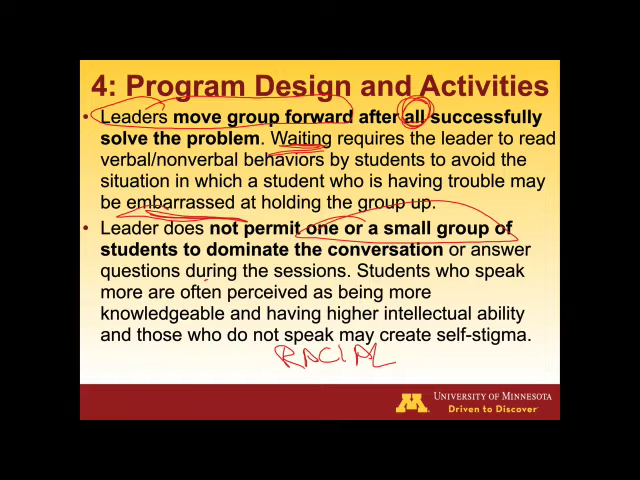 4: Program Design and Activities
• Leaders move group forward after all successfully
solve the problem. Waiting requires the leader to read
verbal/nonverbal behaviors by students to avoid the
situation in which a student who is having trouble may
be embarrassed at holding the group up.
• Leader does not permit one or a small group of
students to dominate the conversation or answer
questions during the sessions. Students who speak
more are often perceived as being more
knowledgeable and having higher intellectual ability
and those who do not speak may create self-stigma.
RACIAL
M UNIVERSITY OF MINNESOTA
Driven to Discover℠